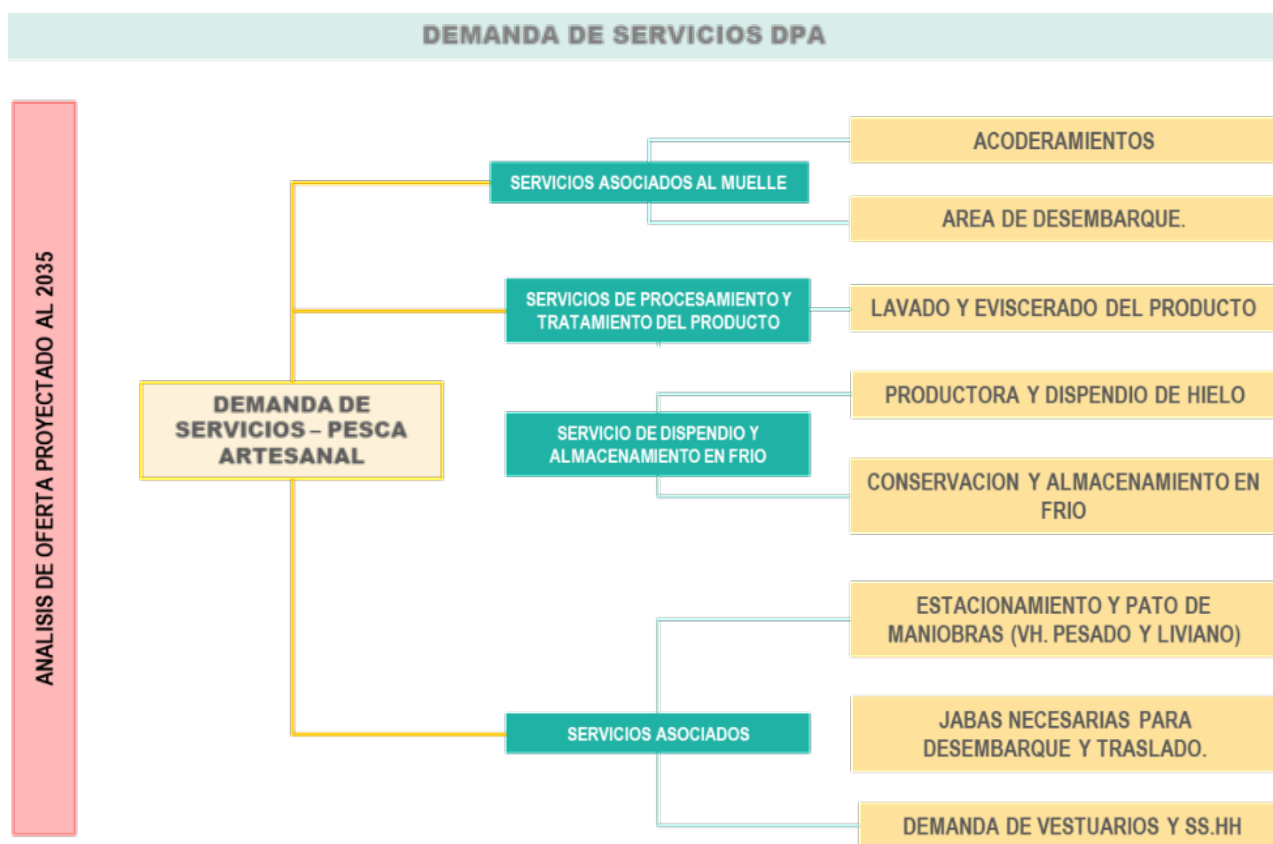 DEMANDA DE SERVICIOS DPA
ANALISIS DE OFERTA PROYECTADO AL 2035
DEMANDA DE
SERVICIOS – PESCA
ARTESANAL
SERVICIOS ASOCIADOS AL MUELLE
ACODERAMIENTOS
AREA DE DESEMBARQUE.
SERVICIOS DE PROCESAMIENTO Y
TRATAMIENTO DEL PRODUCTO
LAVADO Y EVISCERADO DEL PRODUCTO
SERVICIO DE DISPENDIO Y
ALMACENAMIENTO EN FRIO
PRODUCTORA Y DISPENDIO DE HIELO
CONSERVACION Y ALMACENAMIENTO EN
FRIO
SERVICIOS ASOCIADOS
ESTACIONAMIENTO Y PATO DE
MANIOBRAS (VH. PESADO Y LIVIANO)
JABAS NECESARIAS PARA
DESEMBARQUE Y TRASLADO.
DEMANDA DE VESTUARIOS Y SS.HH